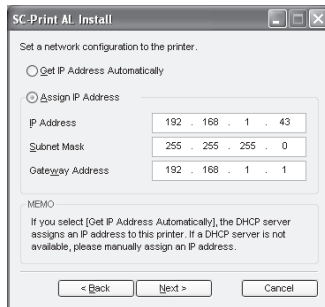 SC-Print AL Install
Set a network configuration to the printer.
Get IP Address Automatically
Assign IP Address
IP Address 192 . 168 . 1 . 43
Subnet Mask 255 . 255 . 255 . 0
Gateway Address 192 . 168 . 1 . 1
MEMO
If you select [Get IP Address Automatically], the DHCP server
assigns an IP address to this printer. If a DHCP server is not
available, please manually assign an IP address.
< Back Next > Cancel